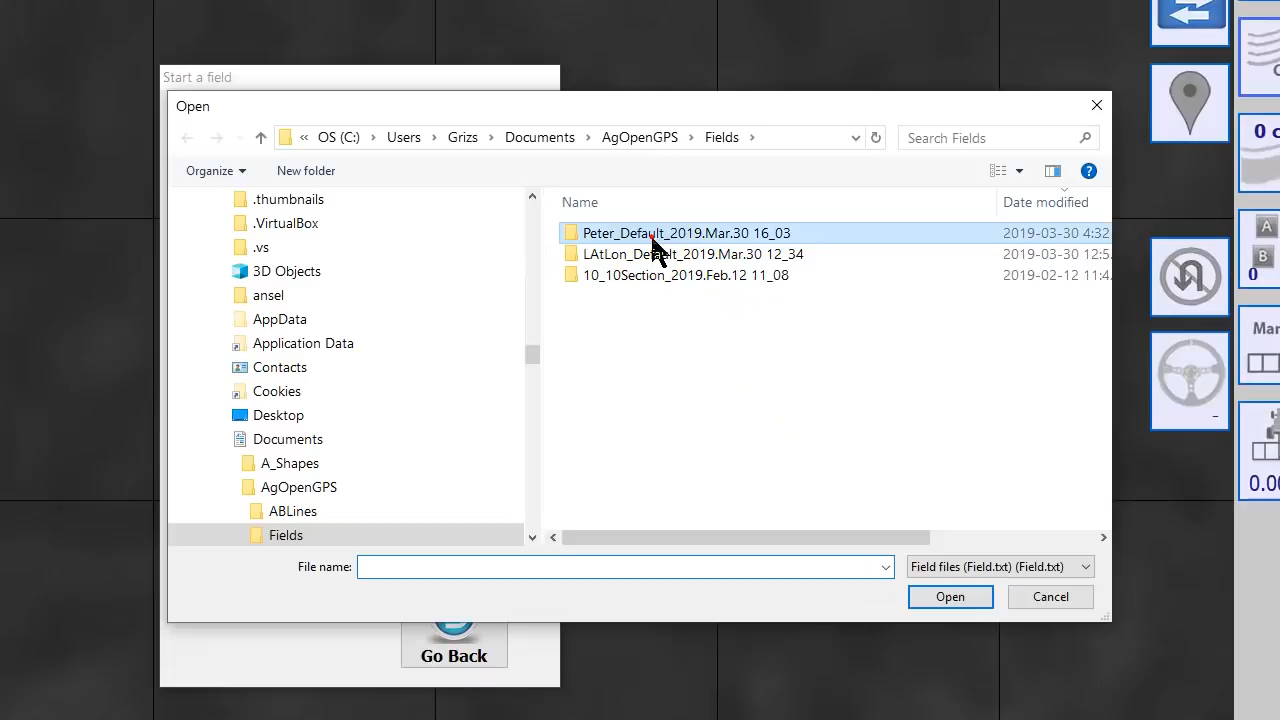 Start a field
Open
« OS (C:) > Users > Grizs > Documents > AgOpenGPS > Fields >
Search Fields
Organize
New folder
?
.thumbnails
.VirtualBox
.vs
3D Objects
ansel
AppData
Application Data
Contacts
Cookies
Desktop
Documents
A_Shapes
AgOpenGPS
ABLines
Fields
Name
Date modified
Peter_Default_2019.Mar.30 16_03
2019-03-30 4:32
LAtLon_Default_2019.Mar.30 12_34
2019-03-30 12:5
10_10Section_2019.Feb.12 11_08
2019-02-12 11:4
File name:
Field files (Field.txt) (Field.txt)
Open
Cancel
Go Back
0 c
A
B
0
Mar
0.00